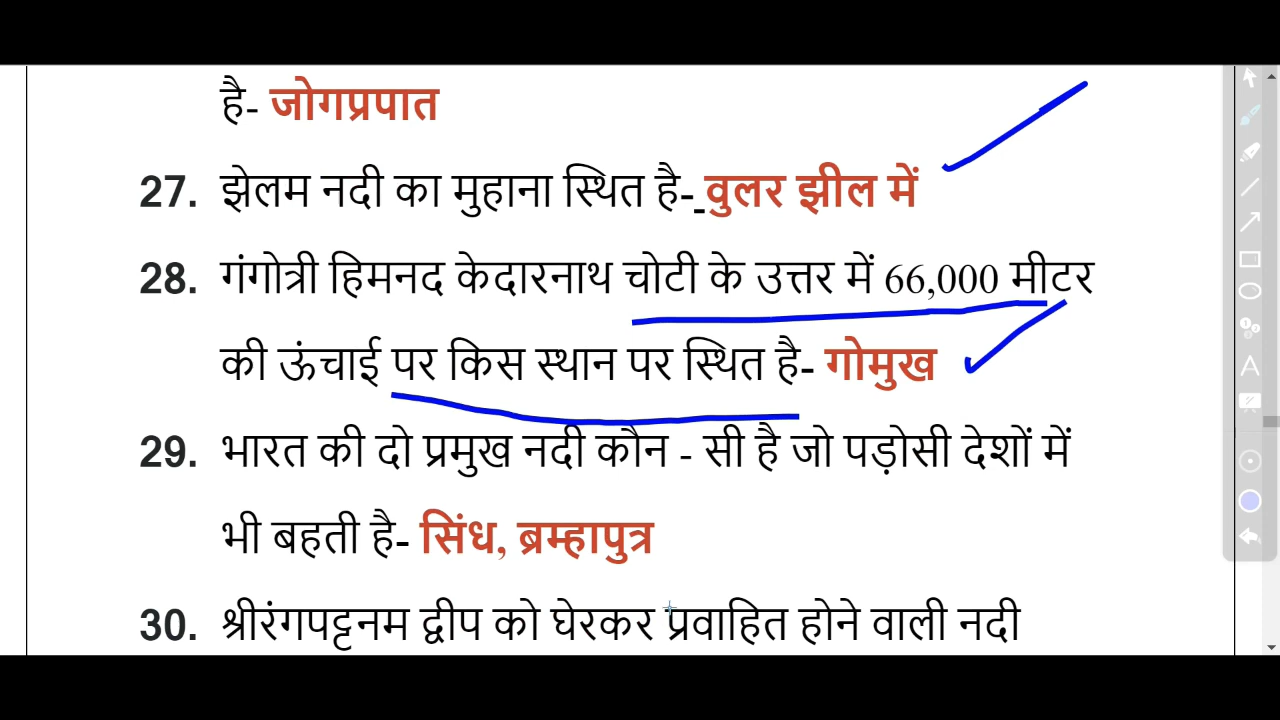 है- जोगप्रपात
27. झेलम नदी का मुहाना स्थित है-_वुलर झील में
28. गंगोत्री हिमनद केदारनाथ चोटी के उत्तर में 66,000 मीटर
की ऊंचाई पर किस स्थान पर स्थित है- गोमुख
29. भारत की दो प्रमुख नदी कौन - सी है जो पड़ोसी देशों में
भी बहती है- सिंध, ब्रम्हापुत्र
30. श्रीरंगपट्टनम द्वीप को घेरकर प्रवाहित होने वाली नदी